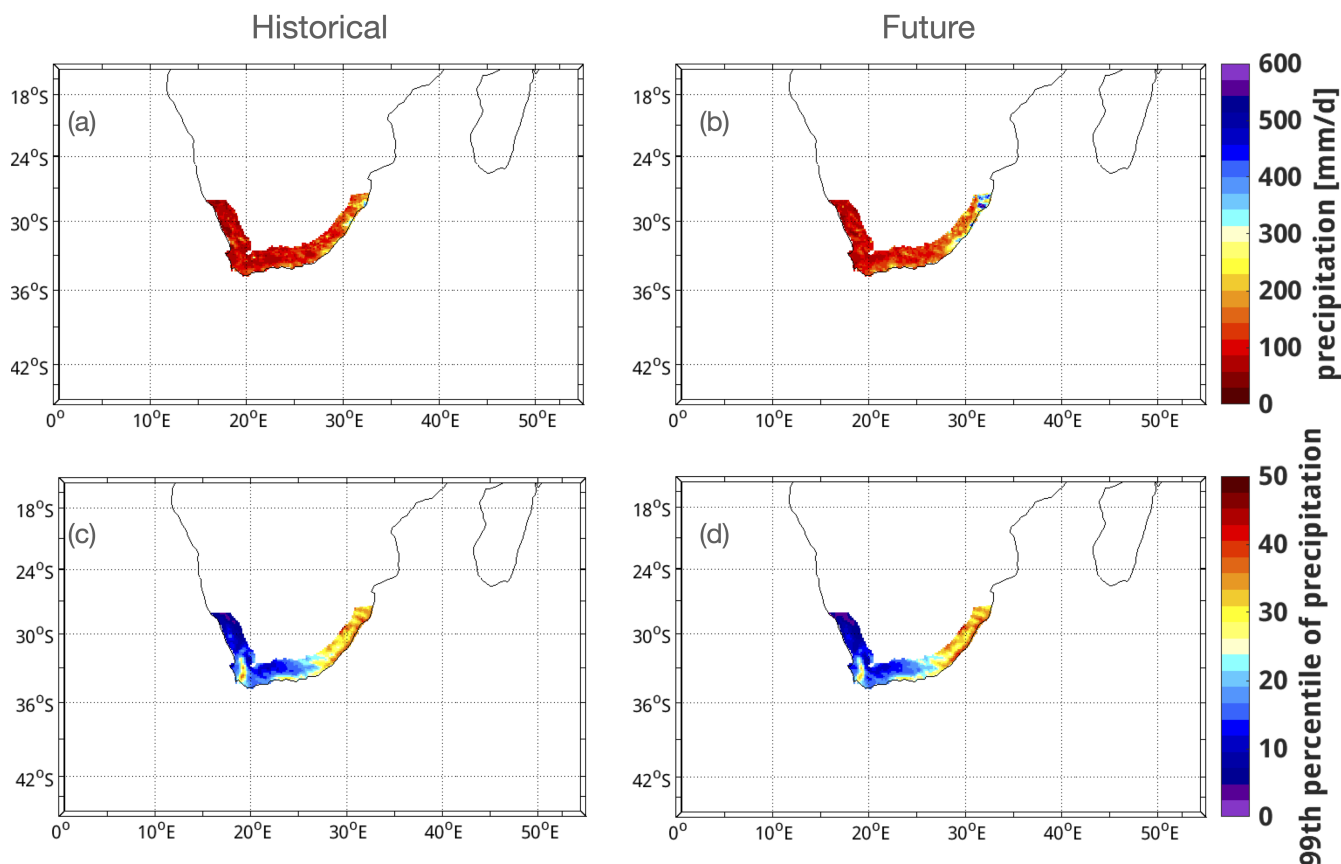 Historical
Future
(a)
18°S
24°S
30°S
36°S
42°S
0°
10°E
20°E
30°E
40°E
50°E
(b)
18°S
24°S
30°S
36°S
42°S
0°
10°E
20°E
30°E
40°E
50°E
600
500
400
300
200
100
0
precipitation [mm/d]
(c)
18°S
24°S
30°S
36°S
42°S
0°
10°E
20°E
30°E
40°E
50°E
(d)
18°S
24°S
30°S
36°S
42°S
0°
10°E
20°E
30°E
40°E
50°E
50
40
30
20
10
0
99th percentile of precipitation